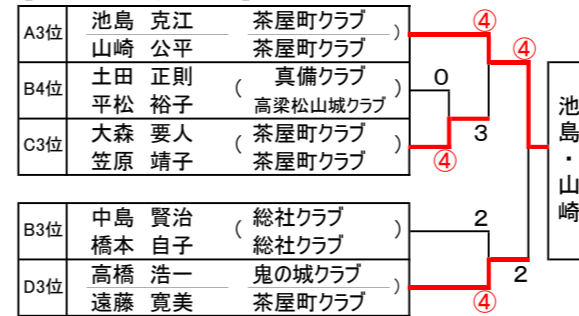 A3位 池島 克江 茶屋町クラブ )
山崎 公平 茶屋町クラブ
④
④
B4位 土田 正則 ( 真備クラブ ) 0
平松 裕子 高梁松山城クラブ
C3位 大森 要人 ( 茶屋町クラブ ) 3
笠原 靖子 茶屋町クラブ ④
池島・山崎
B3位 中島 賢治 ( 総社クラブ ) 2
橋本 自子 総社クラブ
D3位 高橋 浩一 鬼の城クラブ ) 2
遠藤 寛美 茶屋町クラブ ④